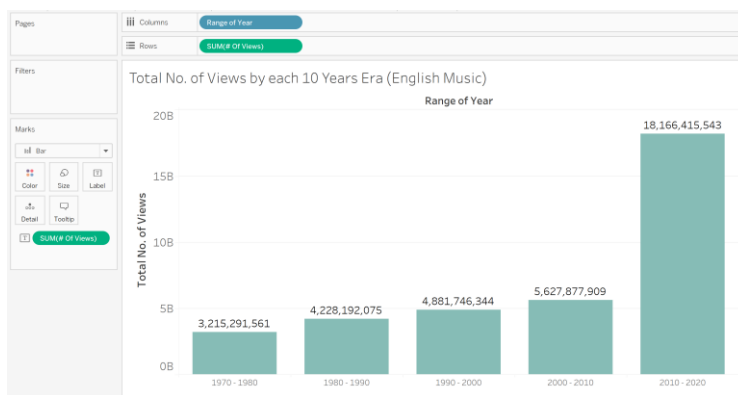 Pages
Columns
Range of Year
Rows
SUM(# Of Views)
Filters
Marks
Bar
Color
Size
Label
Detail
Tooltip
SUM(# Of Views)
Total No. of Views by each 10 Years Era (English Music)
Range of Year
Total No. of Views
20B
15B
10B
5B
0B
3,215,291,561
4,228,192,075
4,881,746,344
5,627,877,909
18,166,415,543
1970 - 1980
1980 - 1990
1990 - 2000
2000 - 2010
2010 - 2020